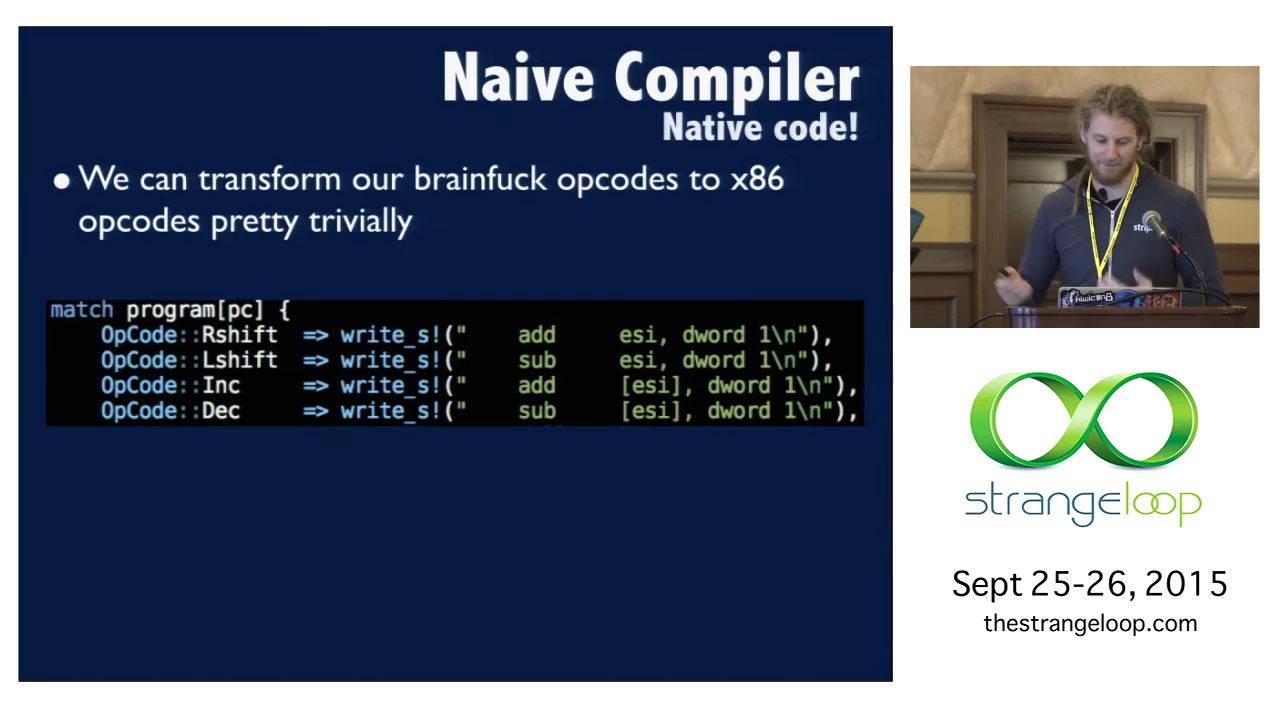 Naive Compiler
Native code!
• We can transform our brainfuck opcodes to x86
opcodes pretty trivially
match program[pc] {
OpCode::Rshift => write_s!("    add    esi, dword 1\n"),
OpCode::Lshift => write_s!("    sub    esi, dword 1\n"),
OpCode::Inc => write_s!("    add    [esi], dword 1\n"),
OpCode::Dec => write_s!("    sub    [esi], dword 1\n"),
Kiwicon8
strangeloop
Sept 25-26, 2015
thestrangeloop.com